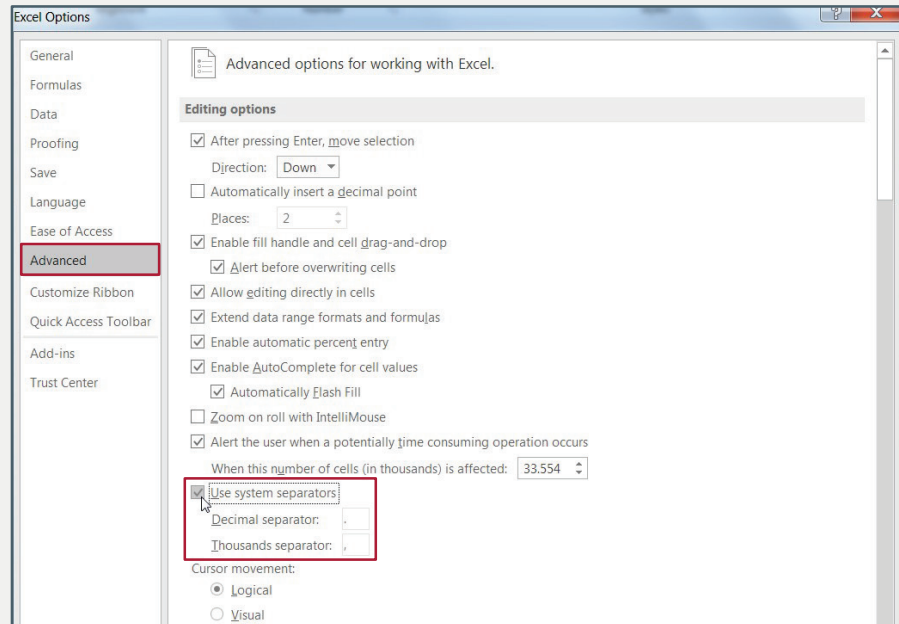 Excel Options
General
Formulas
Data
Proofing
Save
Language
Ease of Access
Advanced
Customize Ribbon
Quick Access Toolbar
Add-ins
Trust Center
Advanced options for working with Excel.
Editing options
After pressing Enter, move selection
Direction: Down
Automatically insert a decimal point
Places: 2
Enable fill handle and cell drag-and-drop
Alert before overwriting cells
Allow editing directly in cells
Extend data range formats and formulas
Enable automatic percent entry
Enable AutoComplete for cell values
Automatically Flash Fill
Zoom on roll with IntelliMouse
Alert the user when a potentially time consuming operation occurs
When this number of cells (in thousands) is affected: 33.554
Use system separators
Decimal separator: .
Thousands separator: ,
Cursor movement:
Logical
Visual